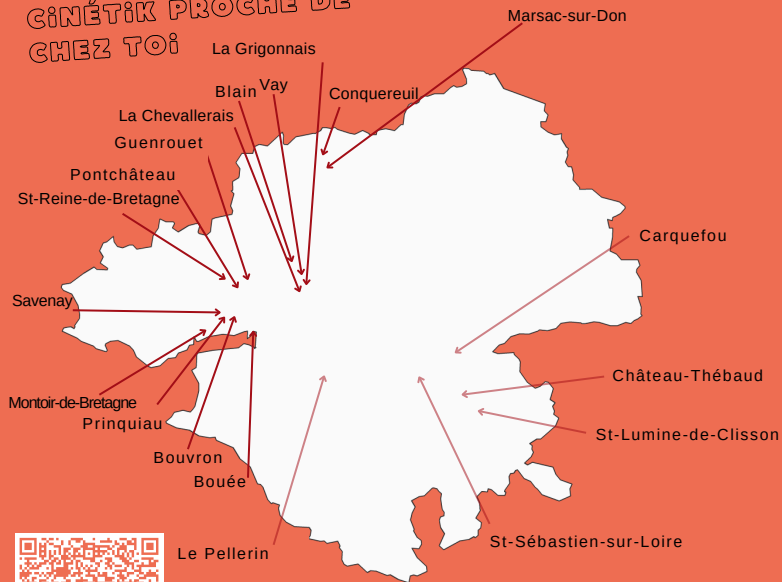 CiNÉTiK PROCHE DE
CHEZ TOi
Marsac-sur-Don
La Grigonnais
Blain
Vay
Conquereuil
La Chevallerais
Guenrouet
Pontchâteau
St-Reine-de-Bretagne
Carquefou
Savenay
Château-Thébaud
Montoir-de-Bretagne
Prinquiau
St-Lumine-de-Clisson
Bouvron
Bouée
St-Sébastien-sur-Loire
Le Pellerin